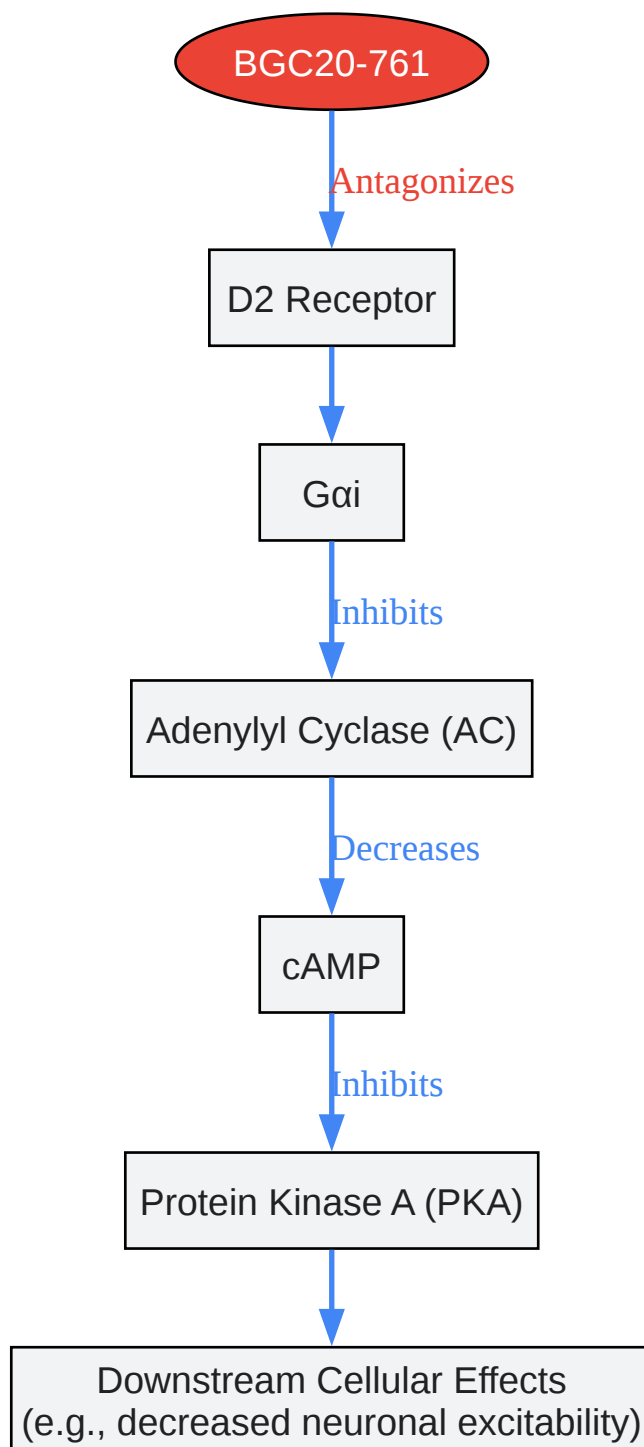 BGC20-761
Antagonizes
D2 Receptor
Gαi
Inhibits
Adenylyl Cyclase (AC)
Decreases
cAMP
Inhibits
Protein Kinase A (PKA)
Downstream Cellular Effects
(e.g., decreased neuronal excitability)